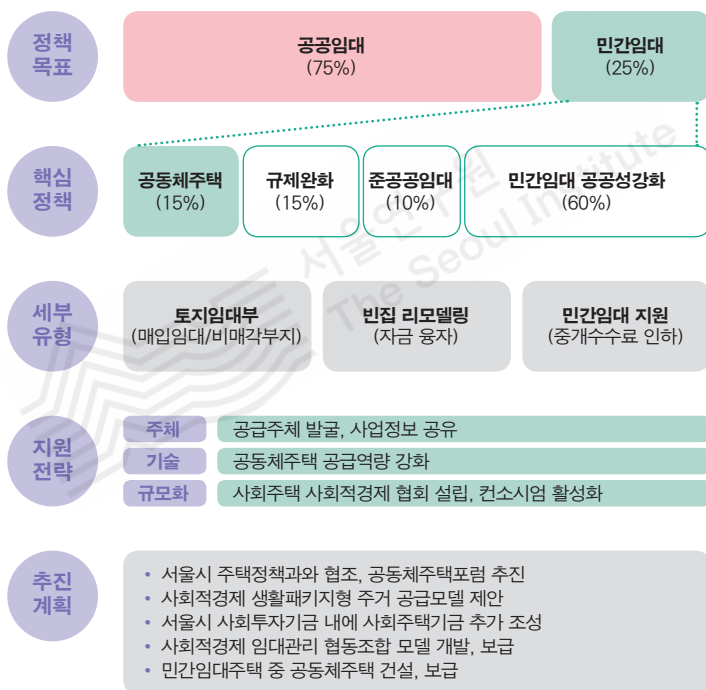 정책
목표
공공임대
(75%)
민간임대
(25%)
핵심
정책
공동체주택
(15%)
규제완화
(15%)
준공공임대
(10%)
민간임대 공공성강화
(60%)
세부
유형
토지임대부
(매입임대/비매각부지)
빈집 리모델링
(자금 융자)
민간임대 지원
(중개수수료 인하)
지원
전략
주체
공급주체 발굴, 사업정보 공유
기술
공동체주택 공급역량 강화
규모화
사회주택 사회적경제 협회 설립, 컨소시엄 활성화
추진
계획
• 서울시 주택정책과와 협조, 공동체주택포럼 추진
• 사회적경제 생활패키지형 주거 공급모델 제안
• 서울시 사회투자기금 내에 사회주택기금 추가 조성
• 사회적경제 임대관리 협동조합 모델 개발, 보급
• 민간임대주택 중 공동체주택 건설, 보급
서울연구원
The Seoul Institute